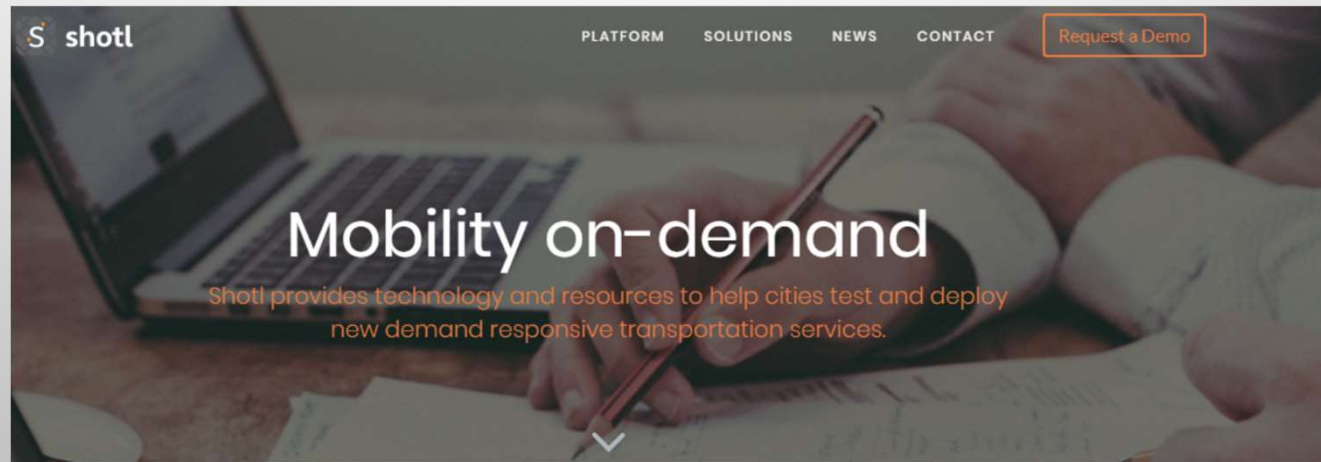 S shotl
PLATFORM SOLUTIONS NEWS CONTACT Request a Demo
Mobility on-demand
Shotl provides technology and resources to help cities test and deploy
new demand responsive transportation services.